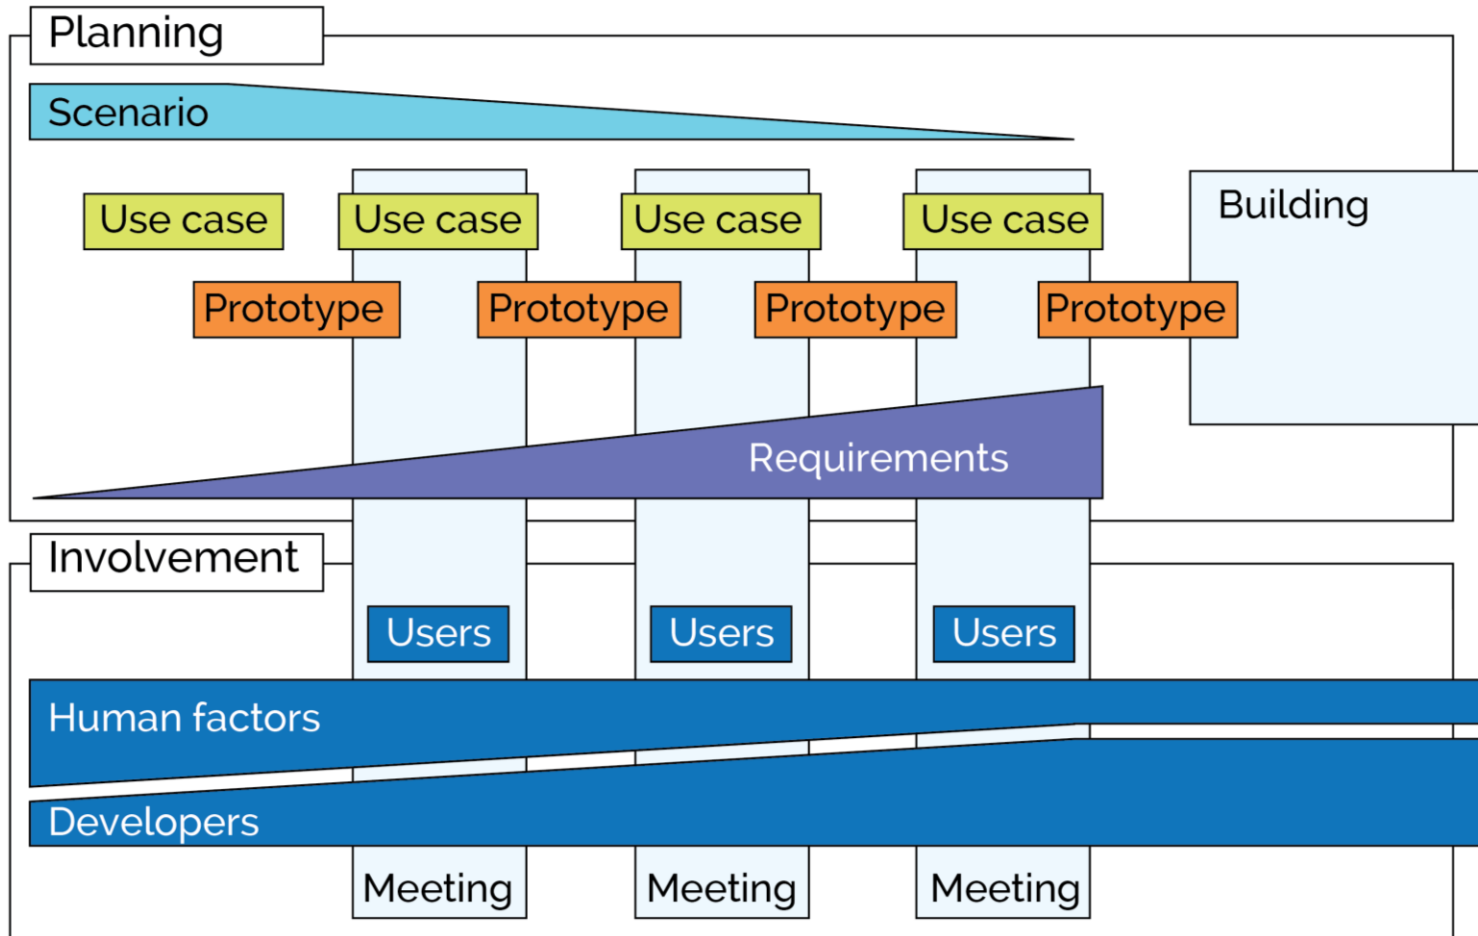 Planning
Scenario
Use case Use case Use case Use case Building
Prototype Prototype Prototype Prototype
Requirements
Involvement
Users Users Users
Human factors
Developers
Meeting Meeting Meeting